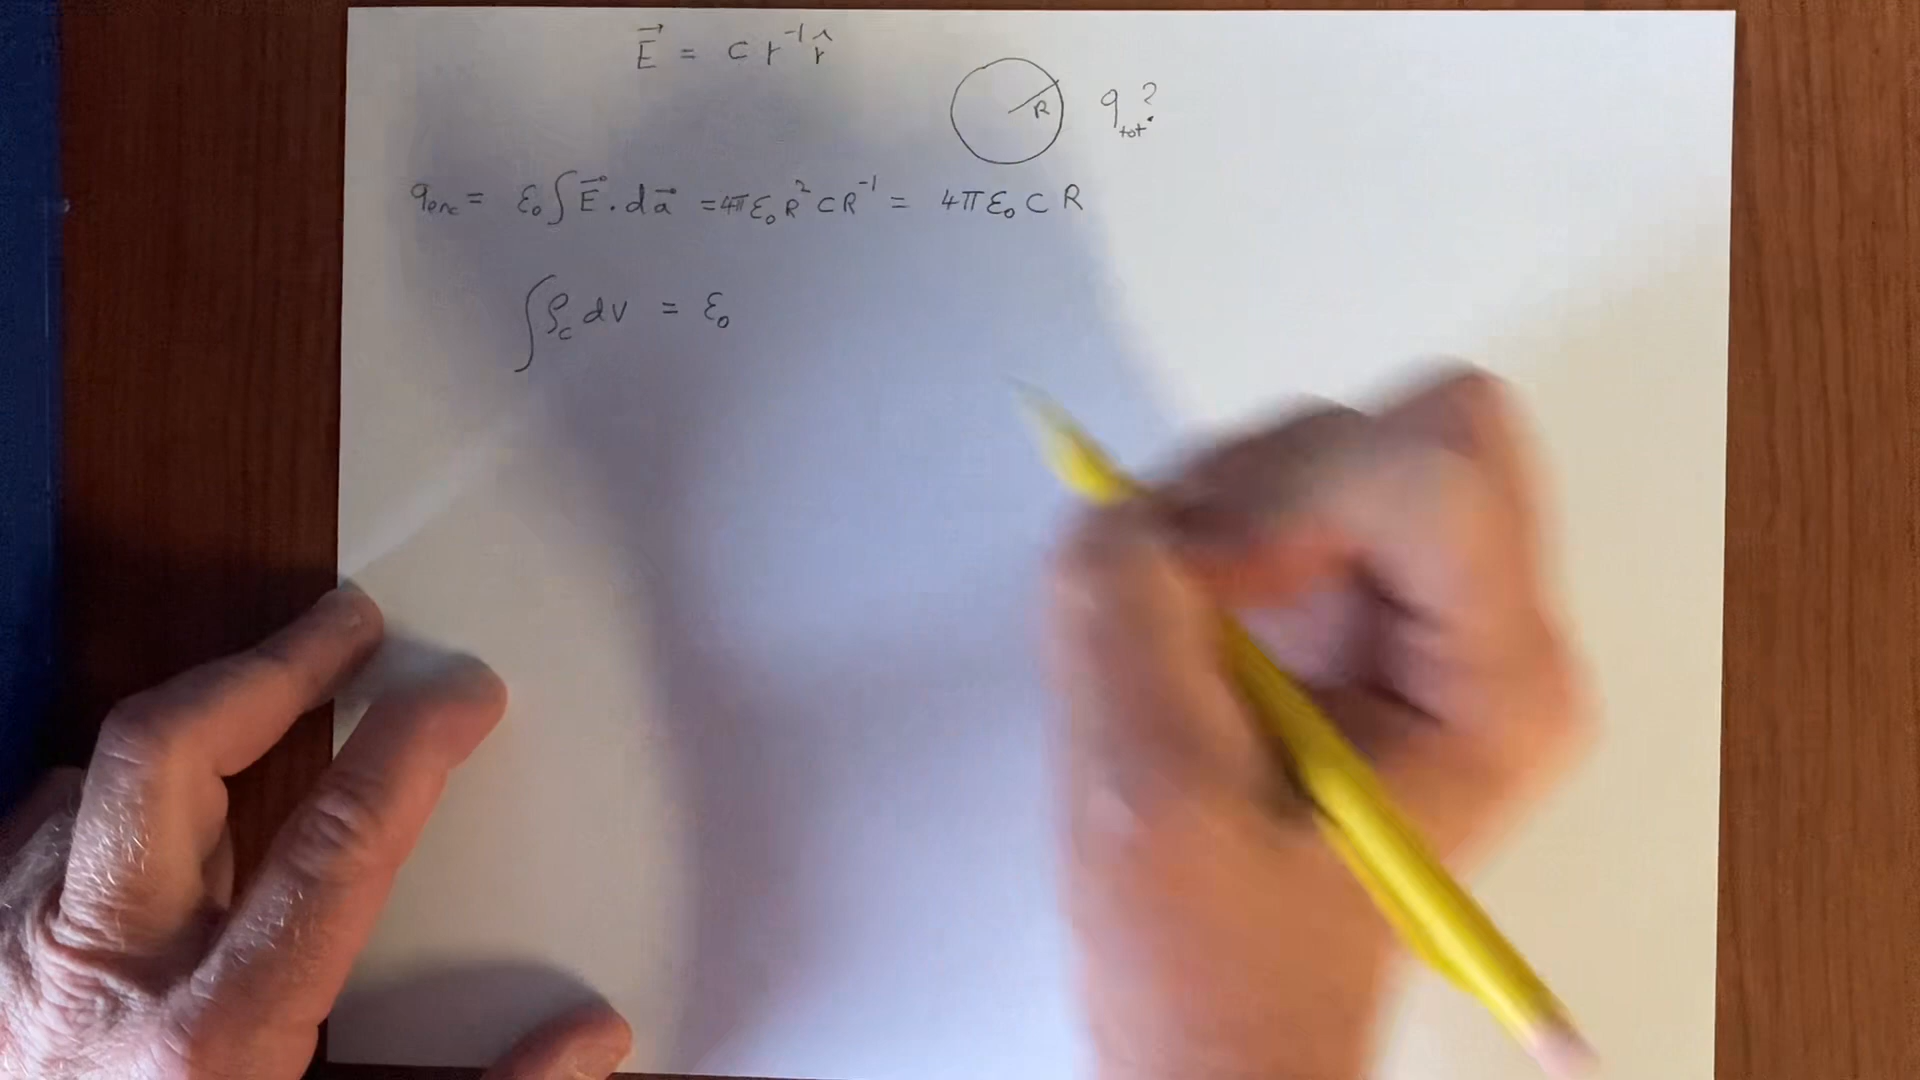 E⃗ = c r⁻¹ r̂
R
q_tot?
q_enc = ε₀ ∫ E⃗ . da⃗ = 4π ε₀ R² C R⁻¹ = 4π ε₀ C R
∫ ρ_c dv = ε₀